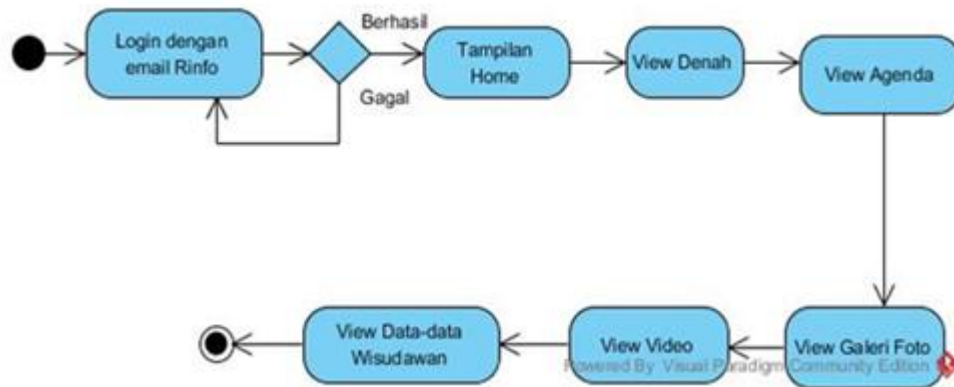 Login dengan
email Rinfo
Berhasil
Gagal
Tampilan
Home
View Denah
View Agenda
View Galeri Foto
View Video
View Data-data
Wisudawan
Powered By Visual Paradigm Community Edition